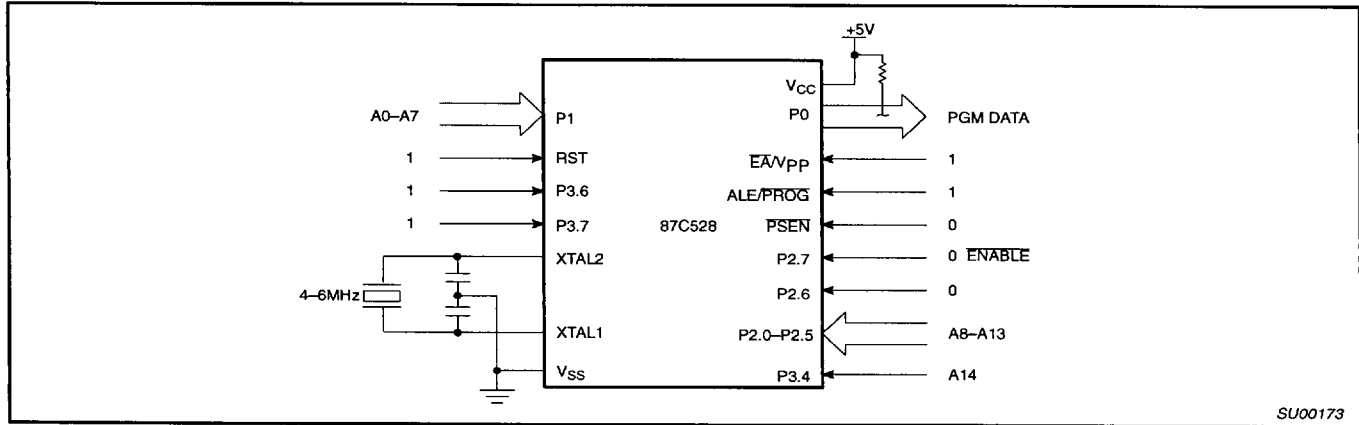 +5V
VCC
A0–A7
P1
P0
PGM DATA
1
RST
EA/VPP
1
1
P3.6
ALE/PROG
1
1
P3.7
87C528
PSEN
0
XTAL2
P2.7
0 ENABLE
4–6MHz
P2.6
0
XTAL1
P2.0–P2.5
A8–A13
VSS
P3.4
A14
SU00173